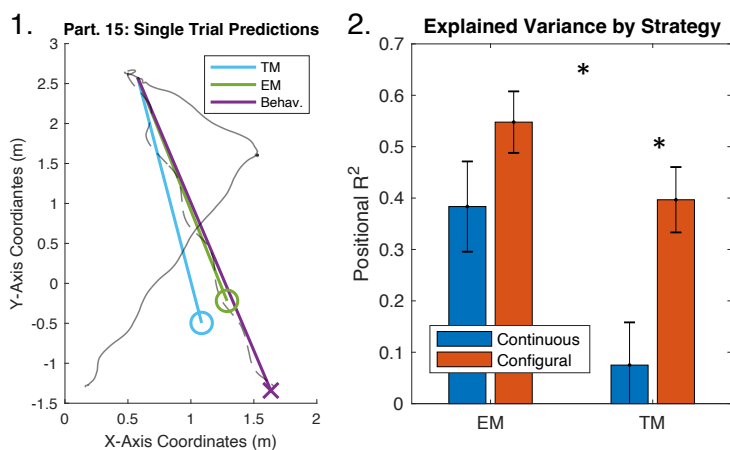 1.
Part. 15: Single Trial Predictions
3
2.5
2
1.5
1
0.5
0
-0.5
-1
-1.5
Y-Axis Coordiantes (m)
TM
EM
Behav.
0
0.5
1
1.5
2
X-Axis Coordinates (m)
2.
Explained Variance by Strategy
0.7
0.6
0.5
0.4
0.3
0.2
0.1
0
Positional R²
*
*
Continuous
Configural
EM
TM